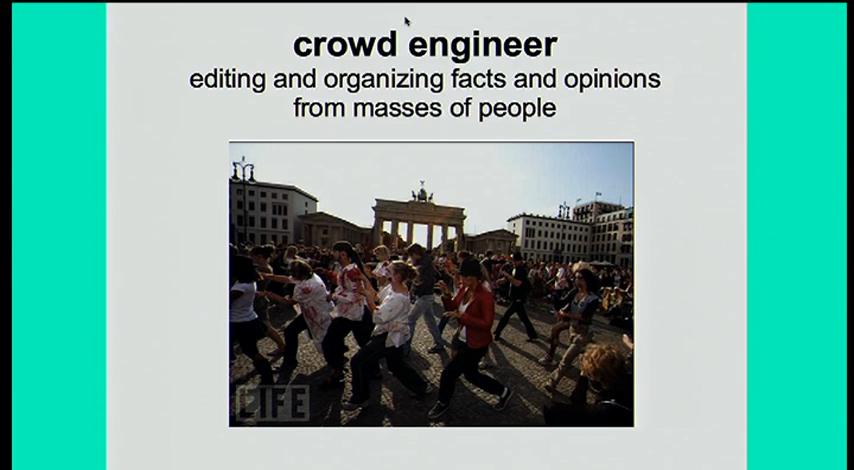 crowd engineer
editing and organizing facts and opinions
from masses of people
LIFE